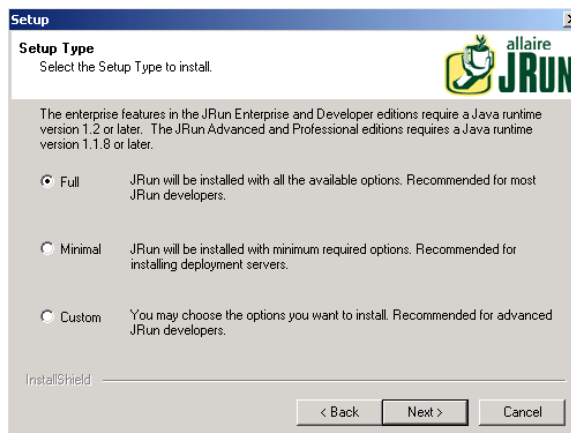 Setup
Setup Type
Select the Setup Type to install.
allaire
JRUN
The enterprise features in the JRun Enterprise and Developer editions require a Java runtime
version 1.2 or later.  The JRun Advanced and Professional editions requires a Java runtime
version 1.1.8 or later.
Full
JRun will be installed with all the available options. Recommended for most
JRun developers.
Minimal
JRun will be installed with minimum required options. Recommended for
installing deployment servers.
Custom
You may choose the options you want to install. Recommended for advanced
JRun developers.
InstallShield
< Back
Next >
Cancel